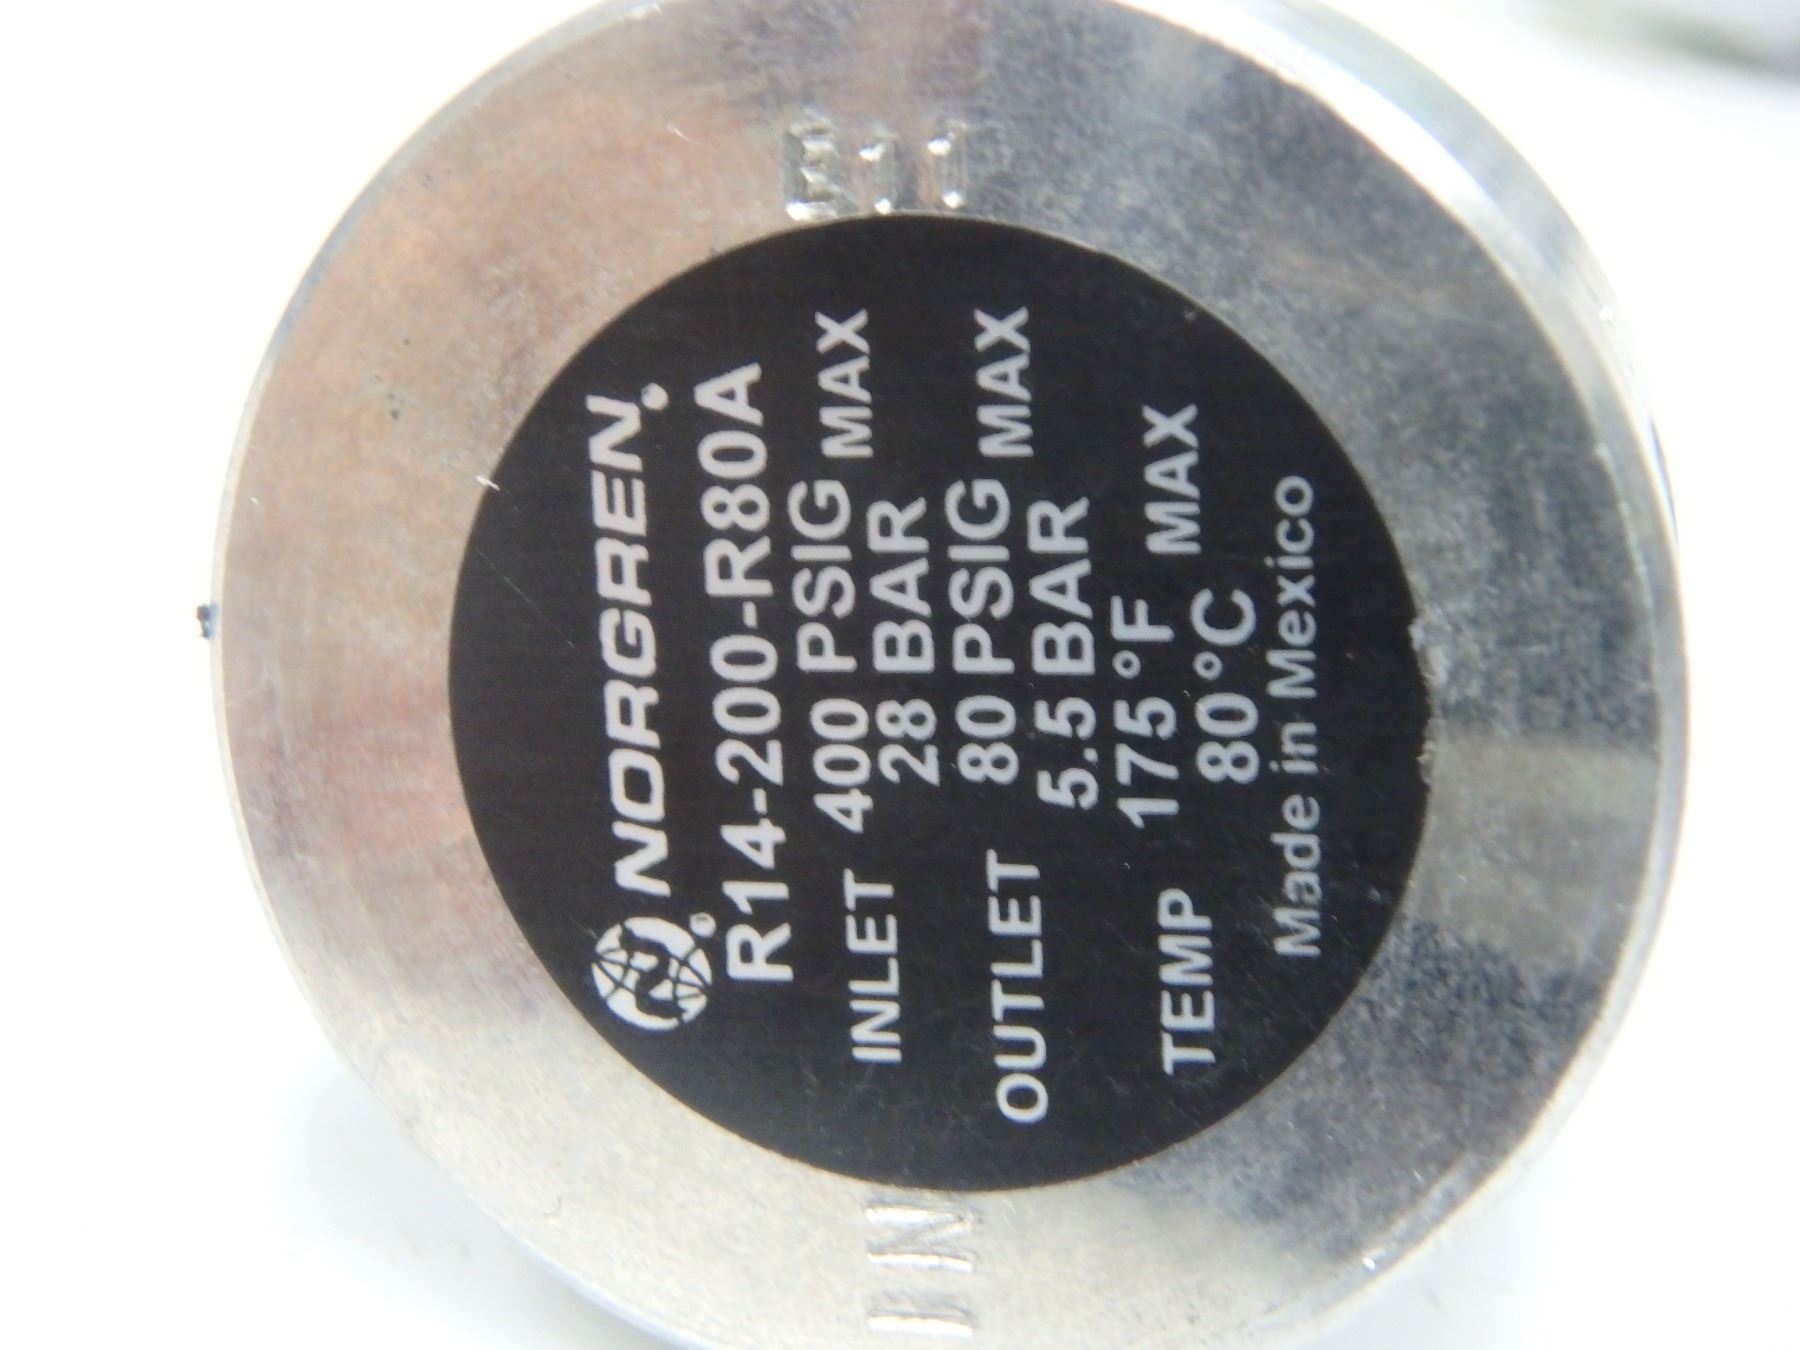 NORGREN®
R14-200-R80A
INLET 400 PSIG MAX
28 BAR
OUTLET 80 PSIG MAX
5.5 BAR
TEMP 175°F MAX
80°C
Made in Mexico
IN